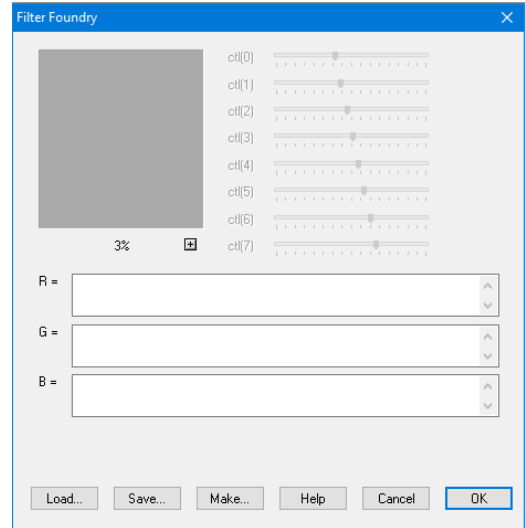 Filter Foundry
ctl(0)
ctl(1)
ctl(2)
ctl(3)
ctl(4)
ctl(5)
ctl(6)
3%
ctl(7)
R =
G =
B =
Load... Save... Make... Help Cancel OK